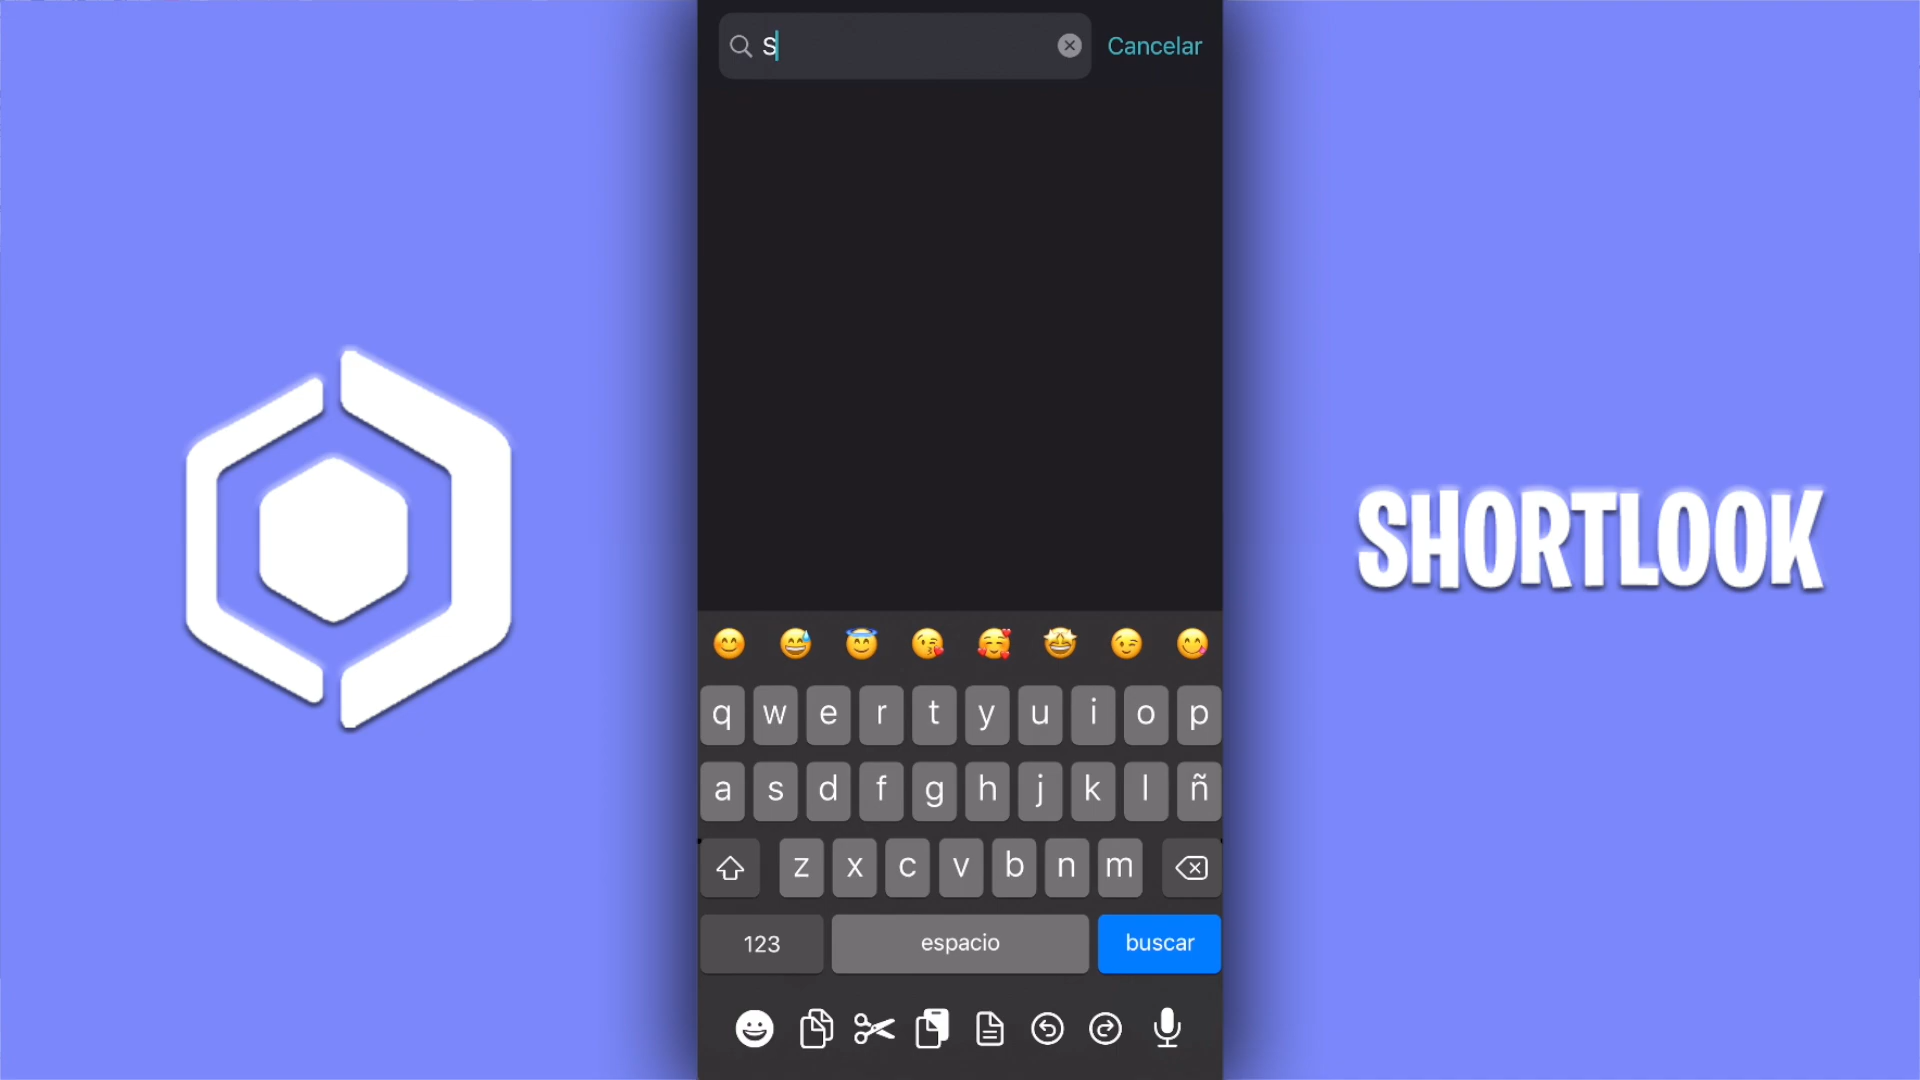 S
Cancelar
SHORTLOOK
q w e r t y u i o p
a s d f g h j k l ñ
z x c v b n m
123 espacio buscar